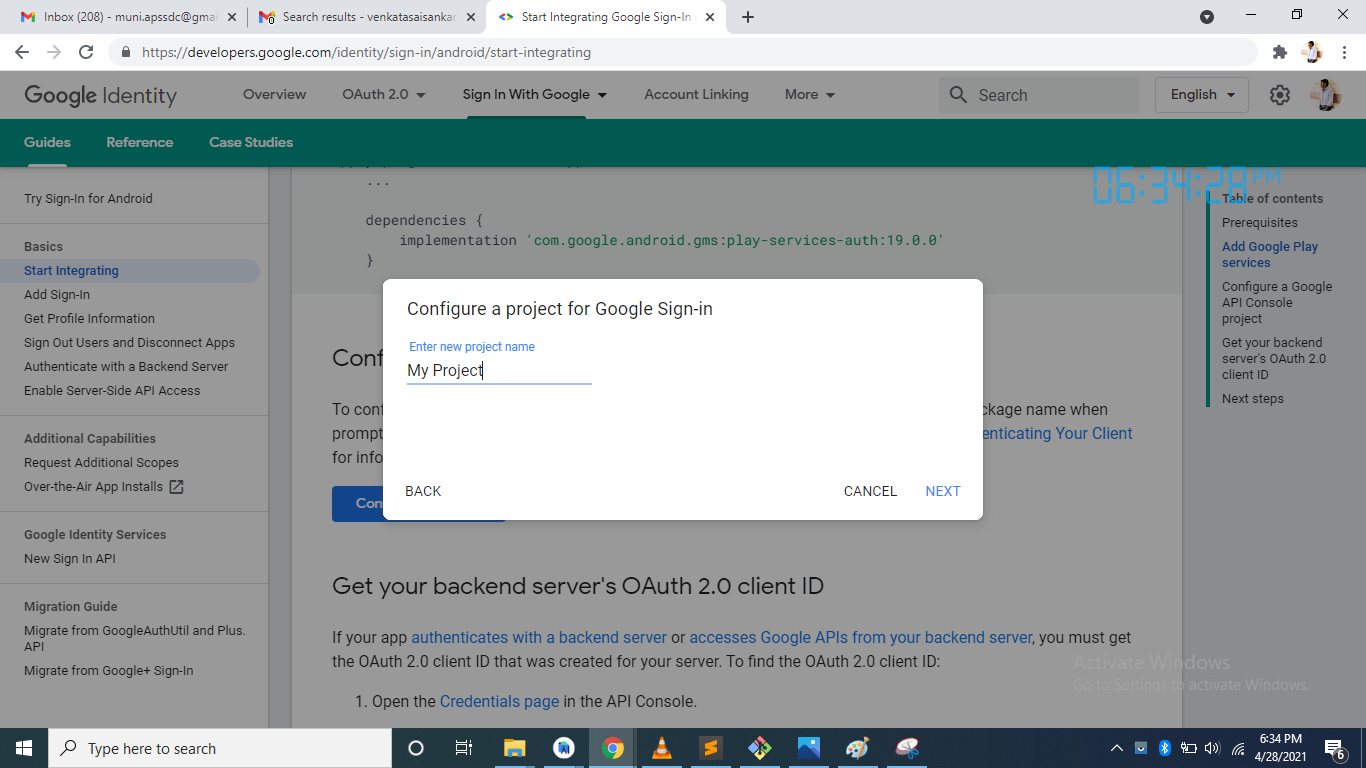 Inbox (208) - muni.apssdc@gmai
Search results - venkatasaisankar
Start Integrating Google Sign-In
https://developers.google.com/identity/sign-in/android/start-integrating
Google Identity
Overview
OAuth 2.0
Sign In With Google
Account Linking
More
Search
English
Guides
Reference
Case Studies
06:34:28 PM
Try Sign-In for Android
Basics
Start Integrating
Add Sign-In
Get Profile Information
Sign Out Users and Disconnect Apps
Authenticate with a Backend Server
Enable Server-Side API Access
Additional Capabilities
Request Additional Scopes
Over-the-Air App Installs
Google Identity Services
New Sign In API
Migration Guide
Migrate from GoogleAuthUtil and Plus.
API
Migrate from Google+ Sign-In
...
dependencies {
implementation 'com.google.android.gms:play-services-auth:19.0.0'
}
Configure a project for Google Sign-in
Enter new project name
My Project
BACK
CANCEL
NEXT
Conf
To conf
ckage name when
prompt
enticating Your Client
for info
Con
Get your backend server's OAuth 2.0 client ID
If your app authenticates with a backend server or accesses Google APIs from your backend server, you must get
the OAuth 2.0 client ID that was created for your server. To find the OAuth 2.0 client ID:
1. Open the Credentials page in the API Console.
Table of contents
Prerequisites
Add Google Play
services
Configure a Google
API Console
project
Get your backend
server's OAuth 2.0
client ID
Next steps
Activate Windows
Go to Settings to activate Windows.
Type here to search
6:34 PM
4/28/2021
6